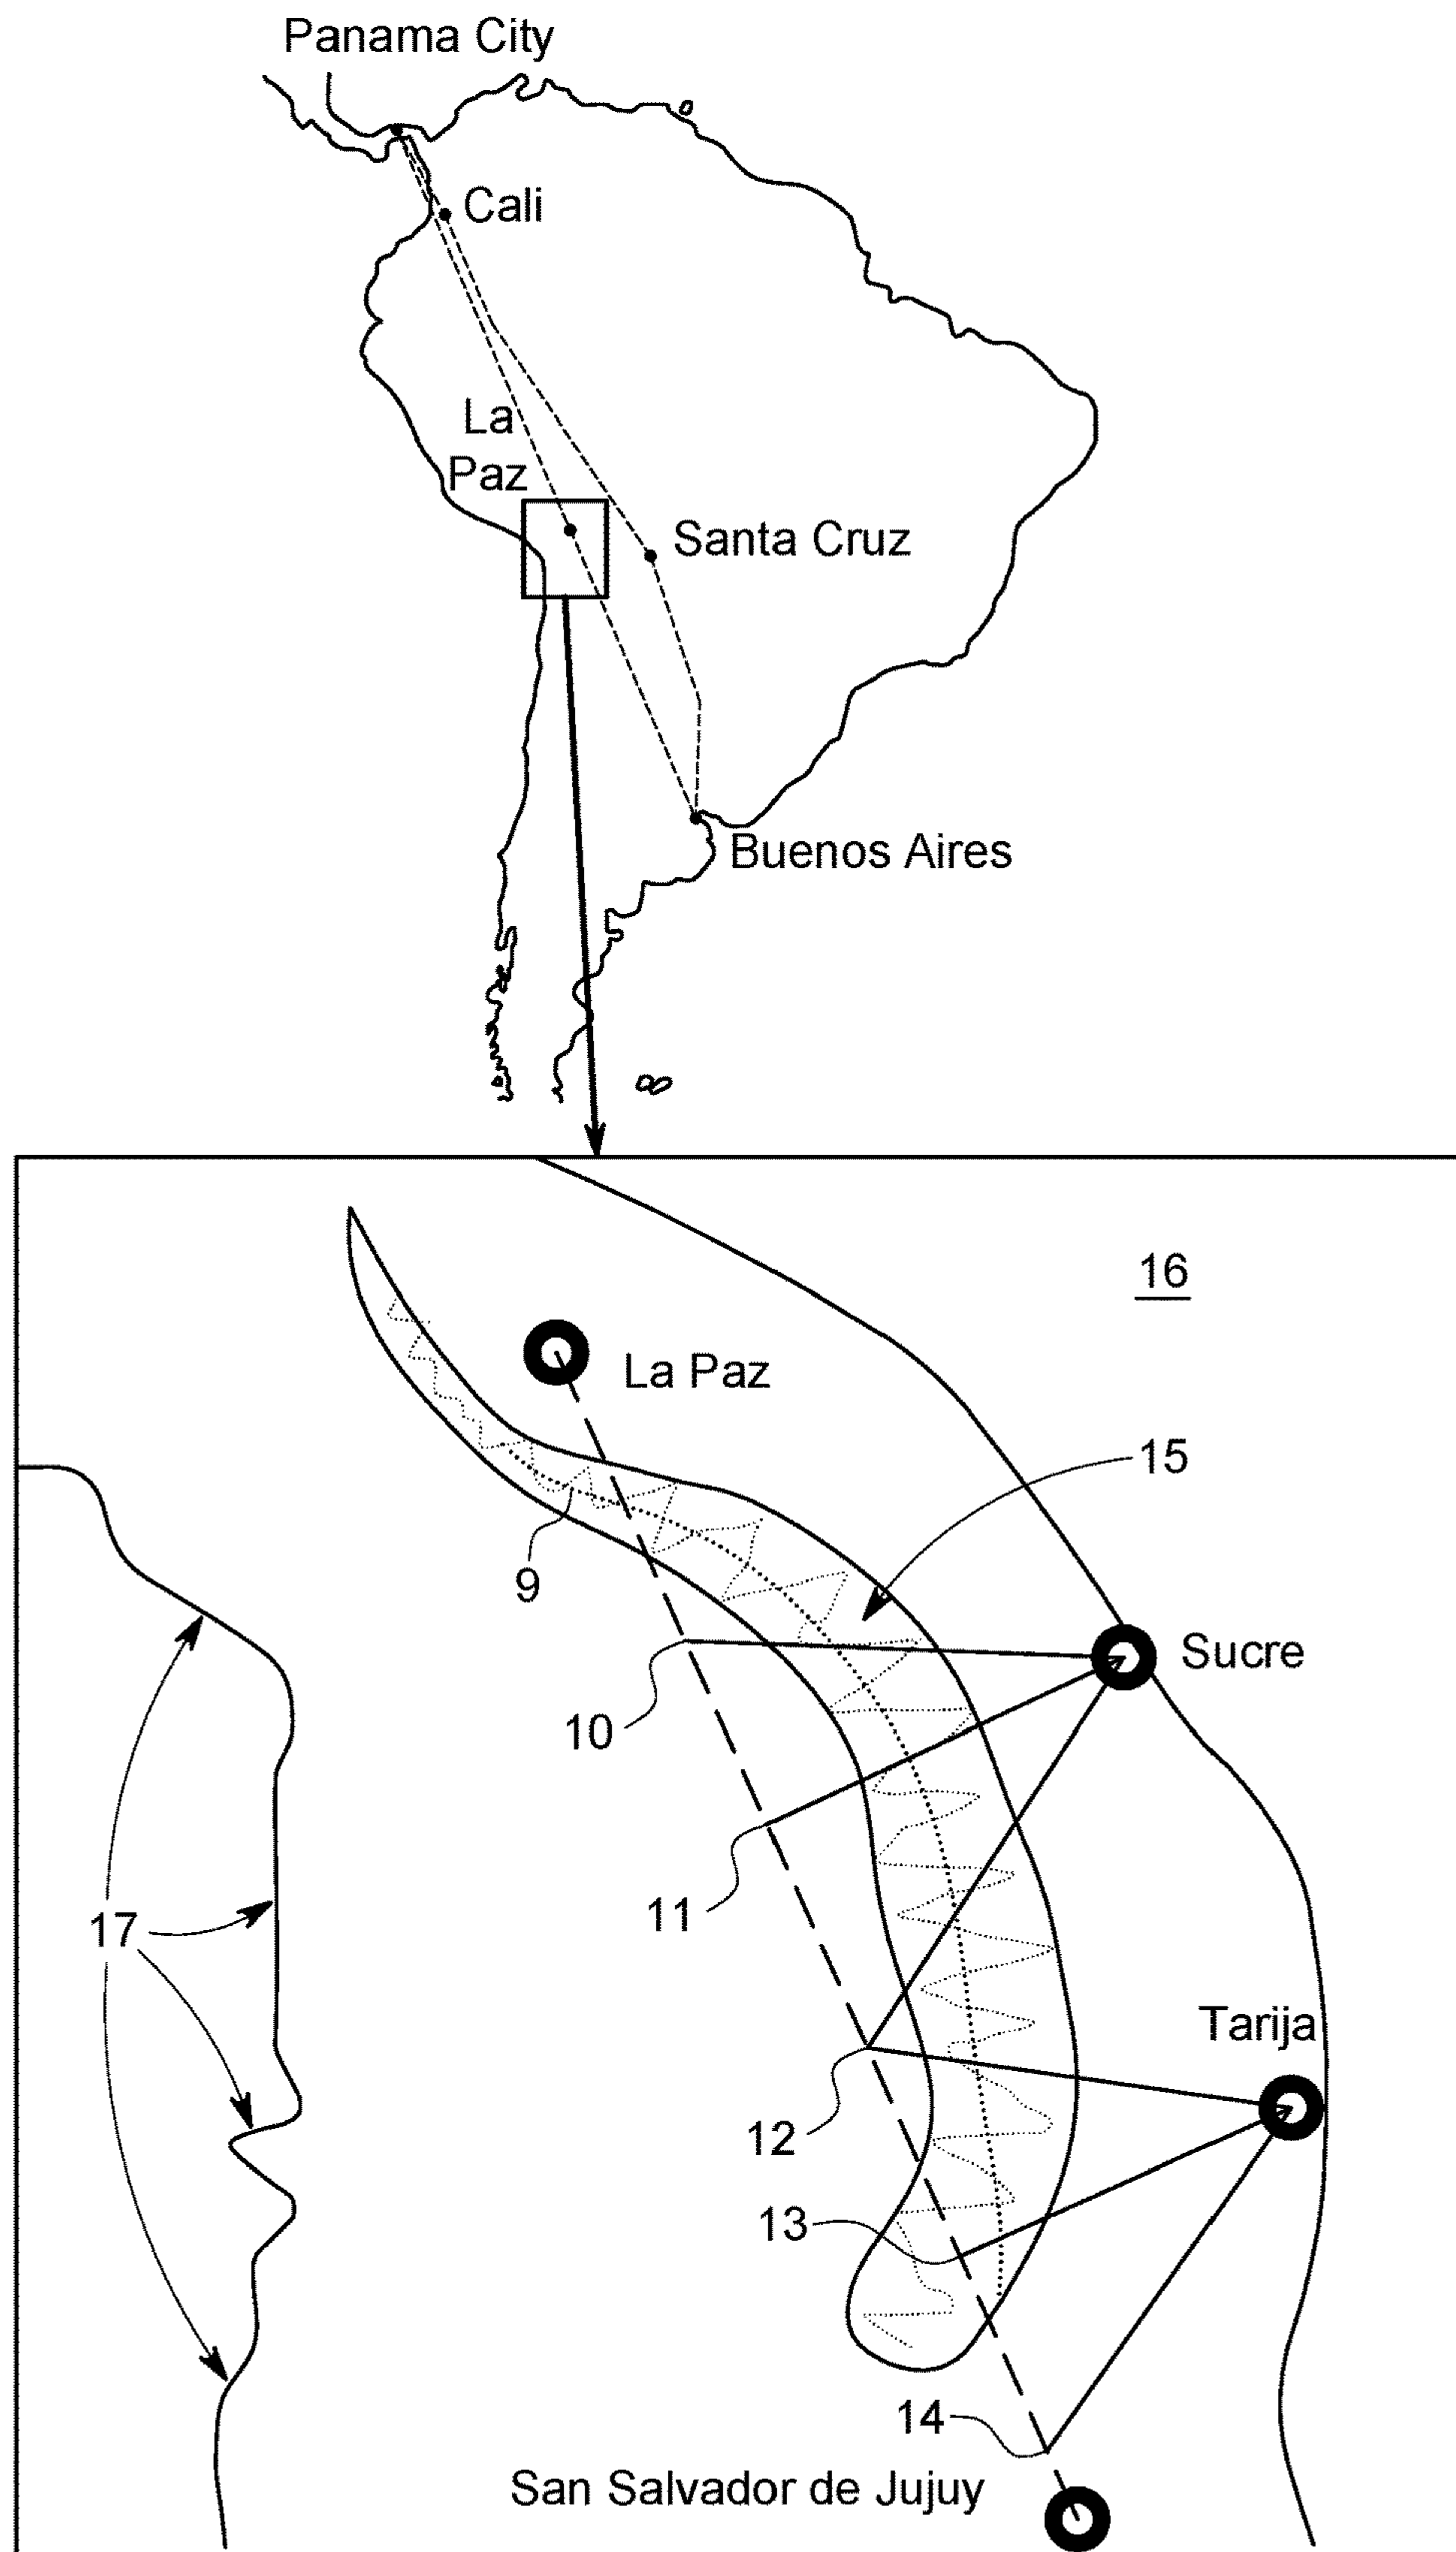 Panama City
Cali
La
Paz
Santa Cruz
Buenos Aires
16
La Paz
15
9
Sucre
10
11
17
Tarija
12
13
14
San Salvador de Jujuy